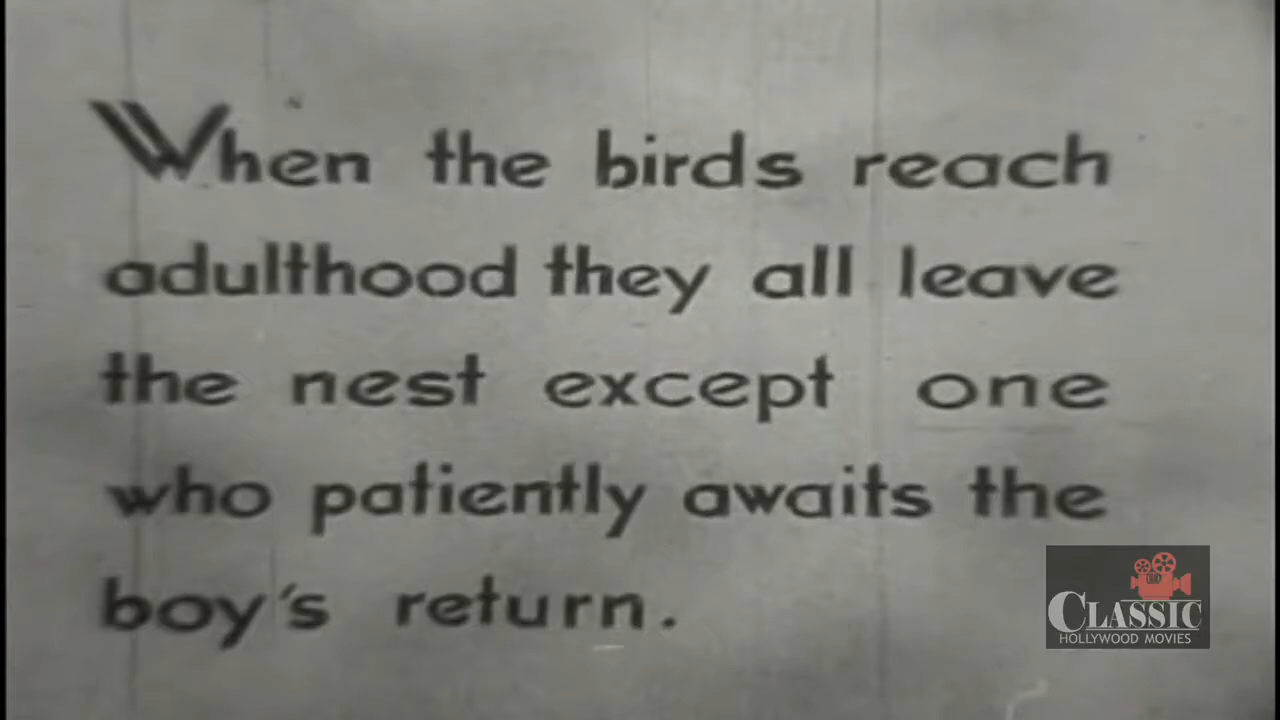 When the birds reach
adulthood they all leave
the nest except one
who patiently awaits the
boy's return.
CLASSIC
HOLLYWOOD MOVIES